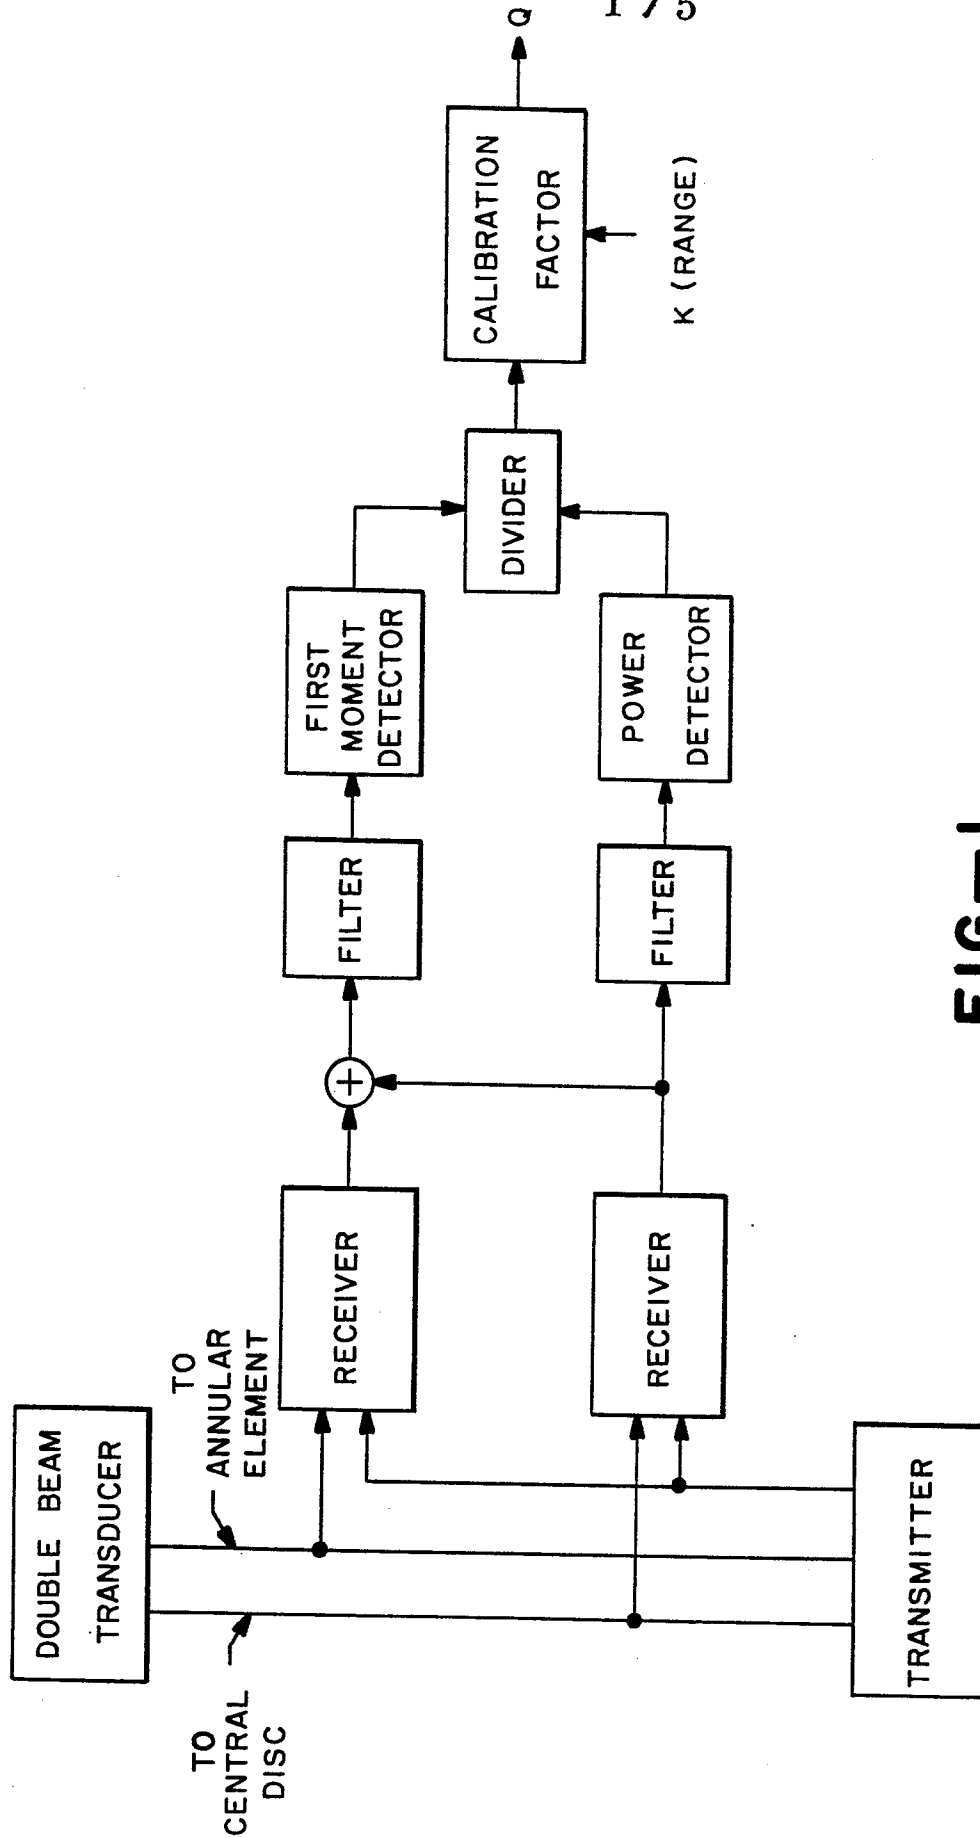 1/5
DOUBLE BEAM
TRANSDUCER
TO
CENTRAL
DISC
TO
ANNULAR
ELEMENT
TRANSMITTER
RECEIVER
RECEIVER
+
FILTER
FILTER
FIRST
MOMENT
DETECTOR
POWER
DETECTOR
DIVIDER
CALIBRATION
FACTOR
K (RANGE)
Q
FIG—1